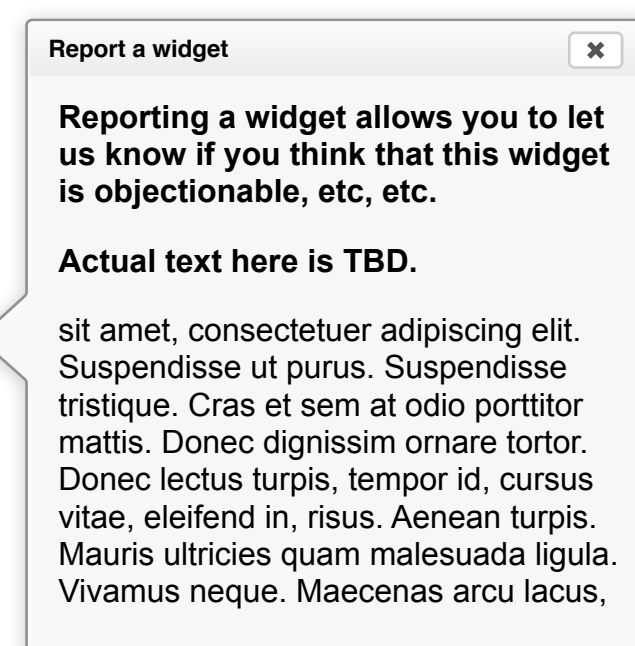 Report a widget
Reporting a widget allows you to let
us know if you think that this widget
is objectionable, etc, etc.
Actual text here is TBD.
sit amet, consectetuer adipiscing elit.
Suspendisse ut purus. Suspendisse
tristique. Cras et sem at odio porttitor
mattis. Donec dignissim ornare tortor.
Donec lectus turpis, tempor id, cursus
vitae, eleifend in, risus. Aenean turpis.
Mauris ultricies quam malesuada ligula.
Vivamus neque. Maecenas arcu lacus,